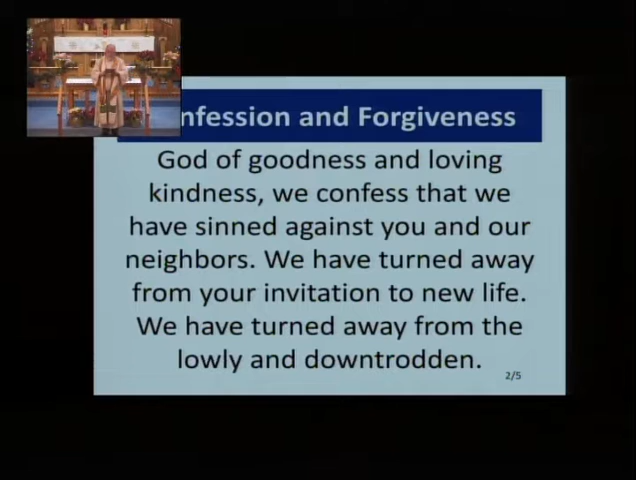 nfession and Forgiveness
God of goodness and loving
kindness, we confess that we
have sinned against you and our
neighbors. We have turned away
from your invitation to new life.
We have turned away from the
lowly and downtrodden.
2/5